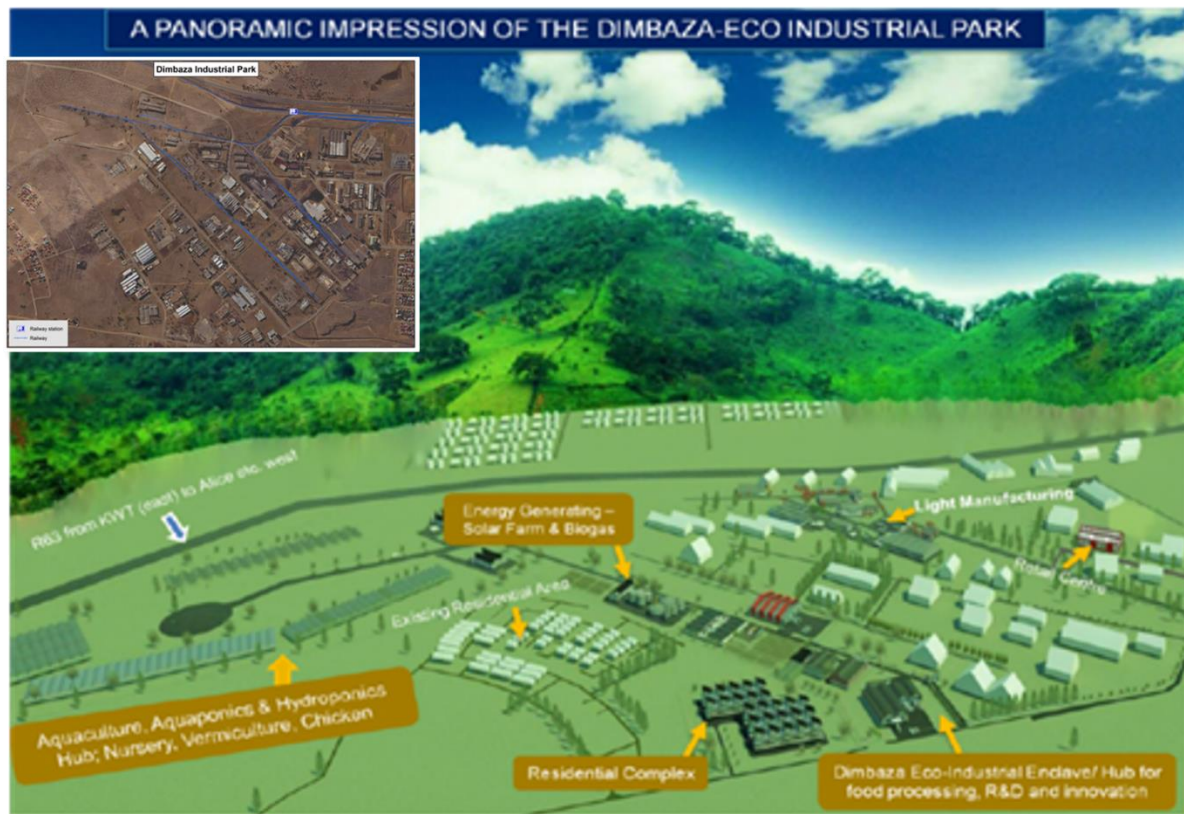 A PANORAMIC IMPRESSION OF THE DIMBAZA-ECO INDUSTRIAL PARK
Dimbaza Industrial Park
Railway station
Railway
R63 from KWT (east) to Alice etc. west
Energy Generating –
Solar Farm & Biogas
Light Manufacturing
Retail Centre
Existing Residential Area
Aquaculture, Aquaponics & Hydroponics
Hub; Nursery, Vermiculture, Chicken
Residential Complex
Dimbaza Eco-Industrial Enclave/ Hub for
food processing, R&D and innovation